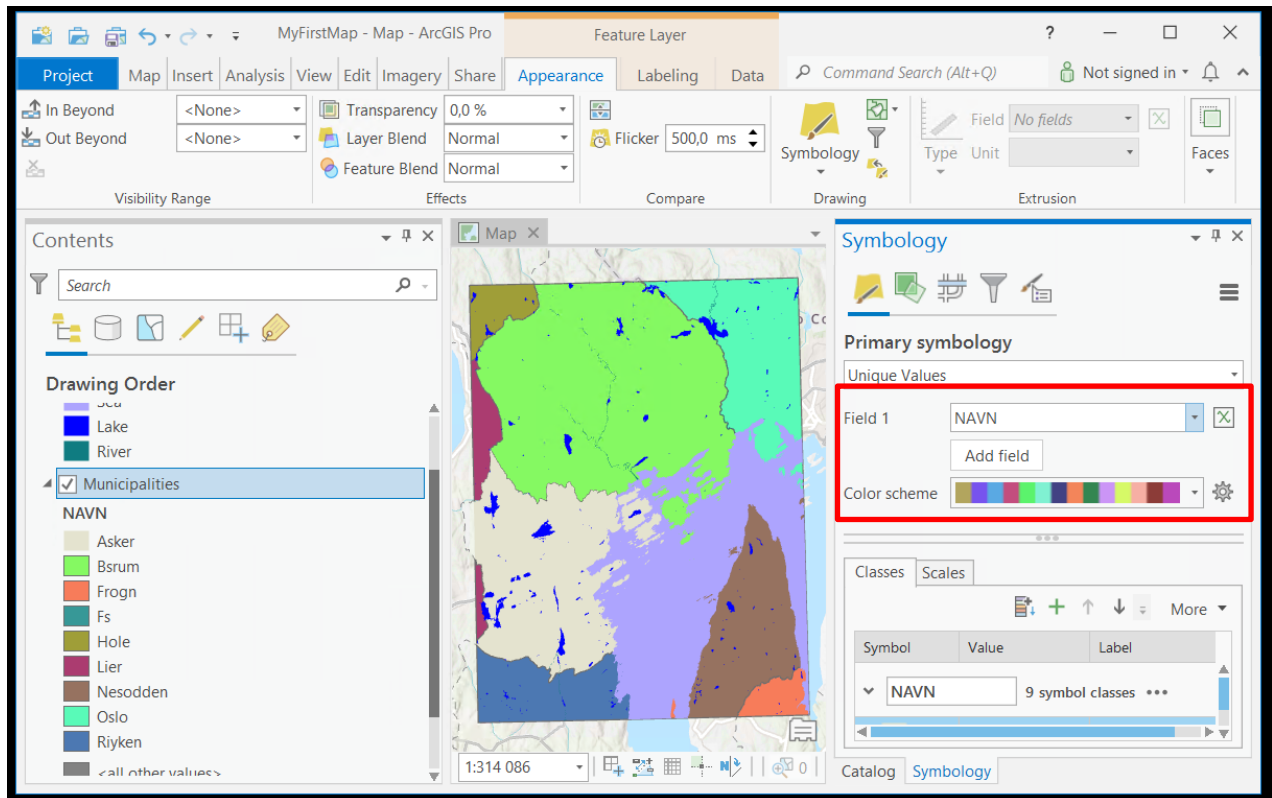 MyFirstMap - Map - ArcGIS Pro
Feature Layer
?
Project Map Insert Analysis View Edit Imagery Share Appearance Labeling Data
Command Search (Alt+Q)
Not signed in
In Beyond <None>
Out Beyond <None>
Visibility Range
Transparency 0,0 %
Layer Blend Normal
Feature Blend Normal
Effects
Flicker 500,0 ms
Compare
Symbology
Drawing
Type
Field No fields
Unit
Extrusion
Faces
Contents
Search
Drawing Order
Sea
Lake
River
Municipalities
NAVN
Asker
Bsrum
Frogn
Fs
Hole
Lier
Nesodden
Oslo
Riyken
<all other values>
Map
Co
1:314 086
N
0
Symbology
Primary symbology
Unique Values
Field 1 NAVN
Add field
Color scheme
Classes Scales
More
Symbol Value Label
NAVN 9 symbol classes •••
Catalog Symbology